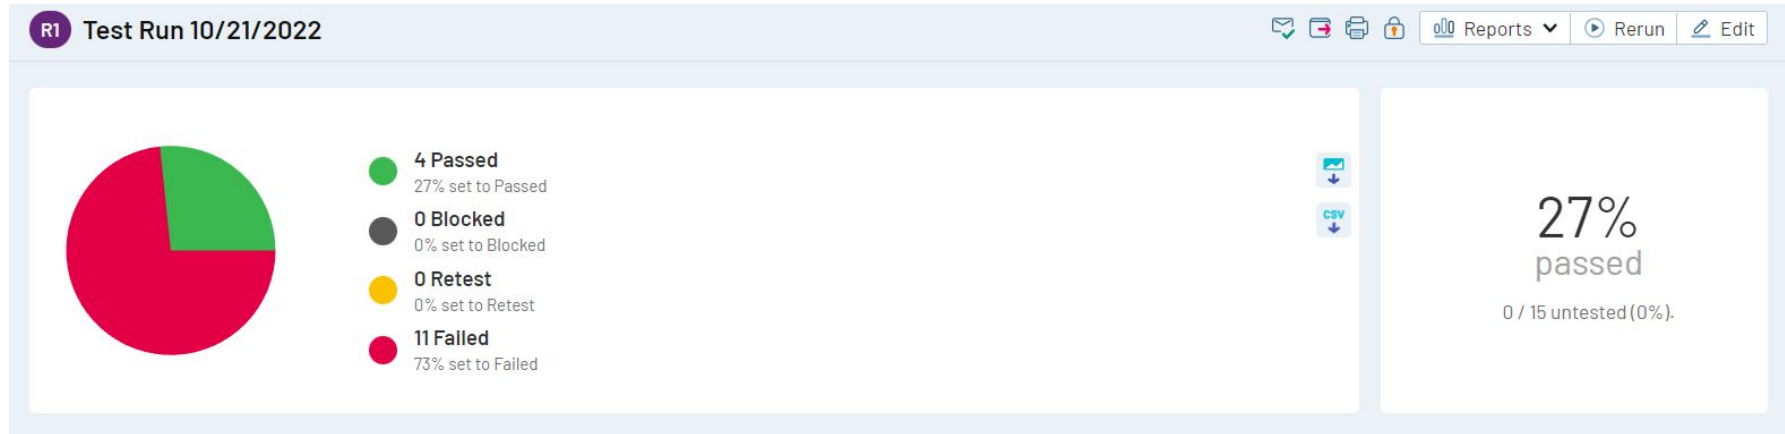 R1 Test Run 10/21/2022
Reports Rerun Edit
4 Passed
27% set to Passed
0 Blocked
0% set to Blocked
0 Retest
0% set to Retest
11 Failed
73% set to Failed
CSV
27%
passed
0 / 15 untested (0%).